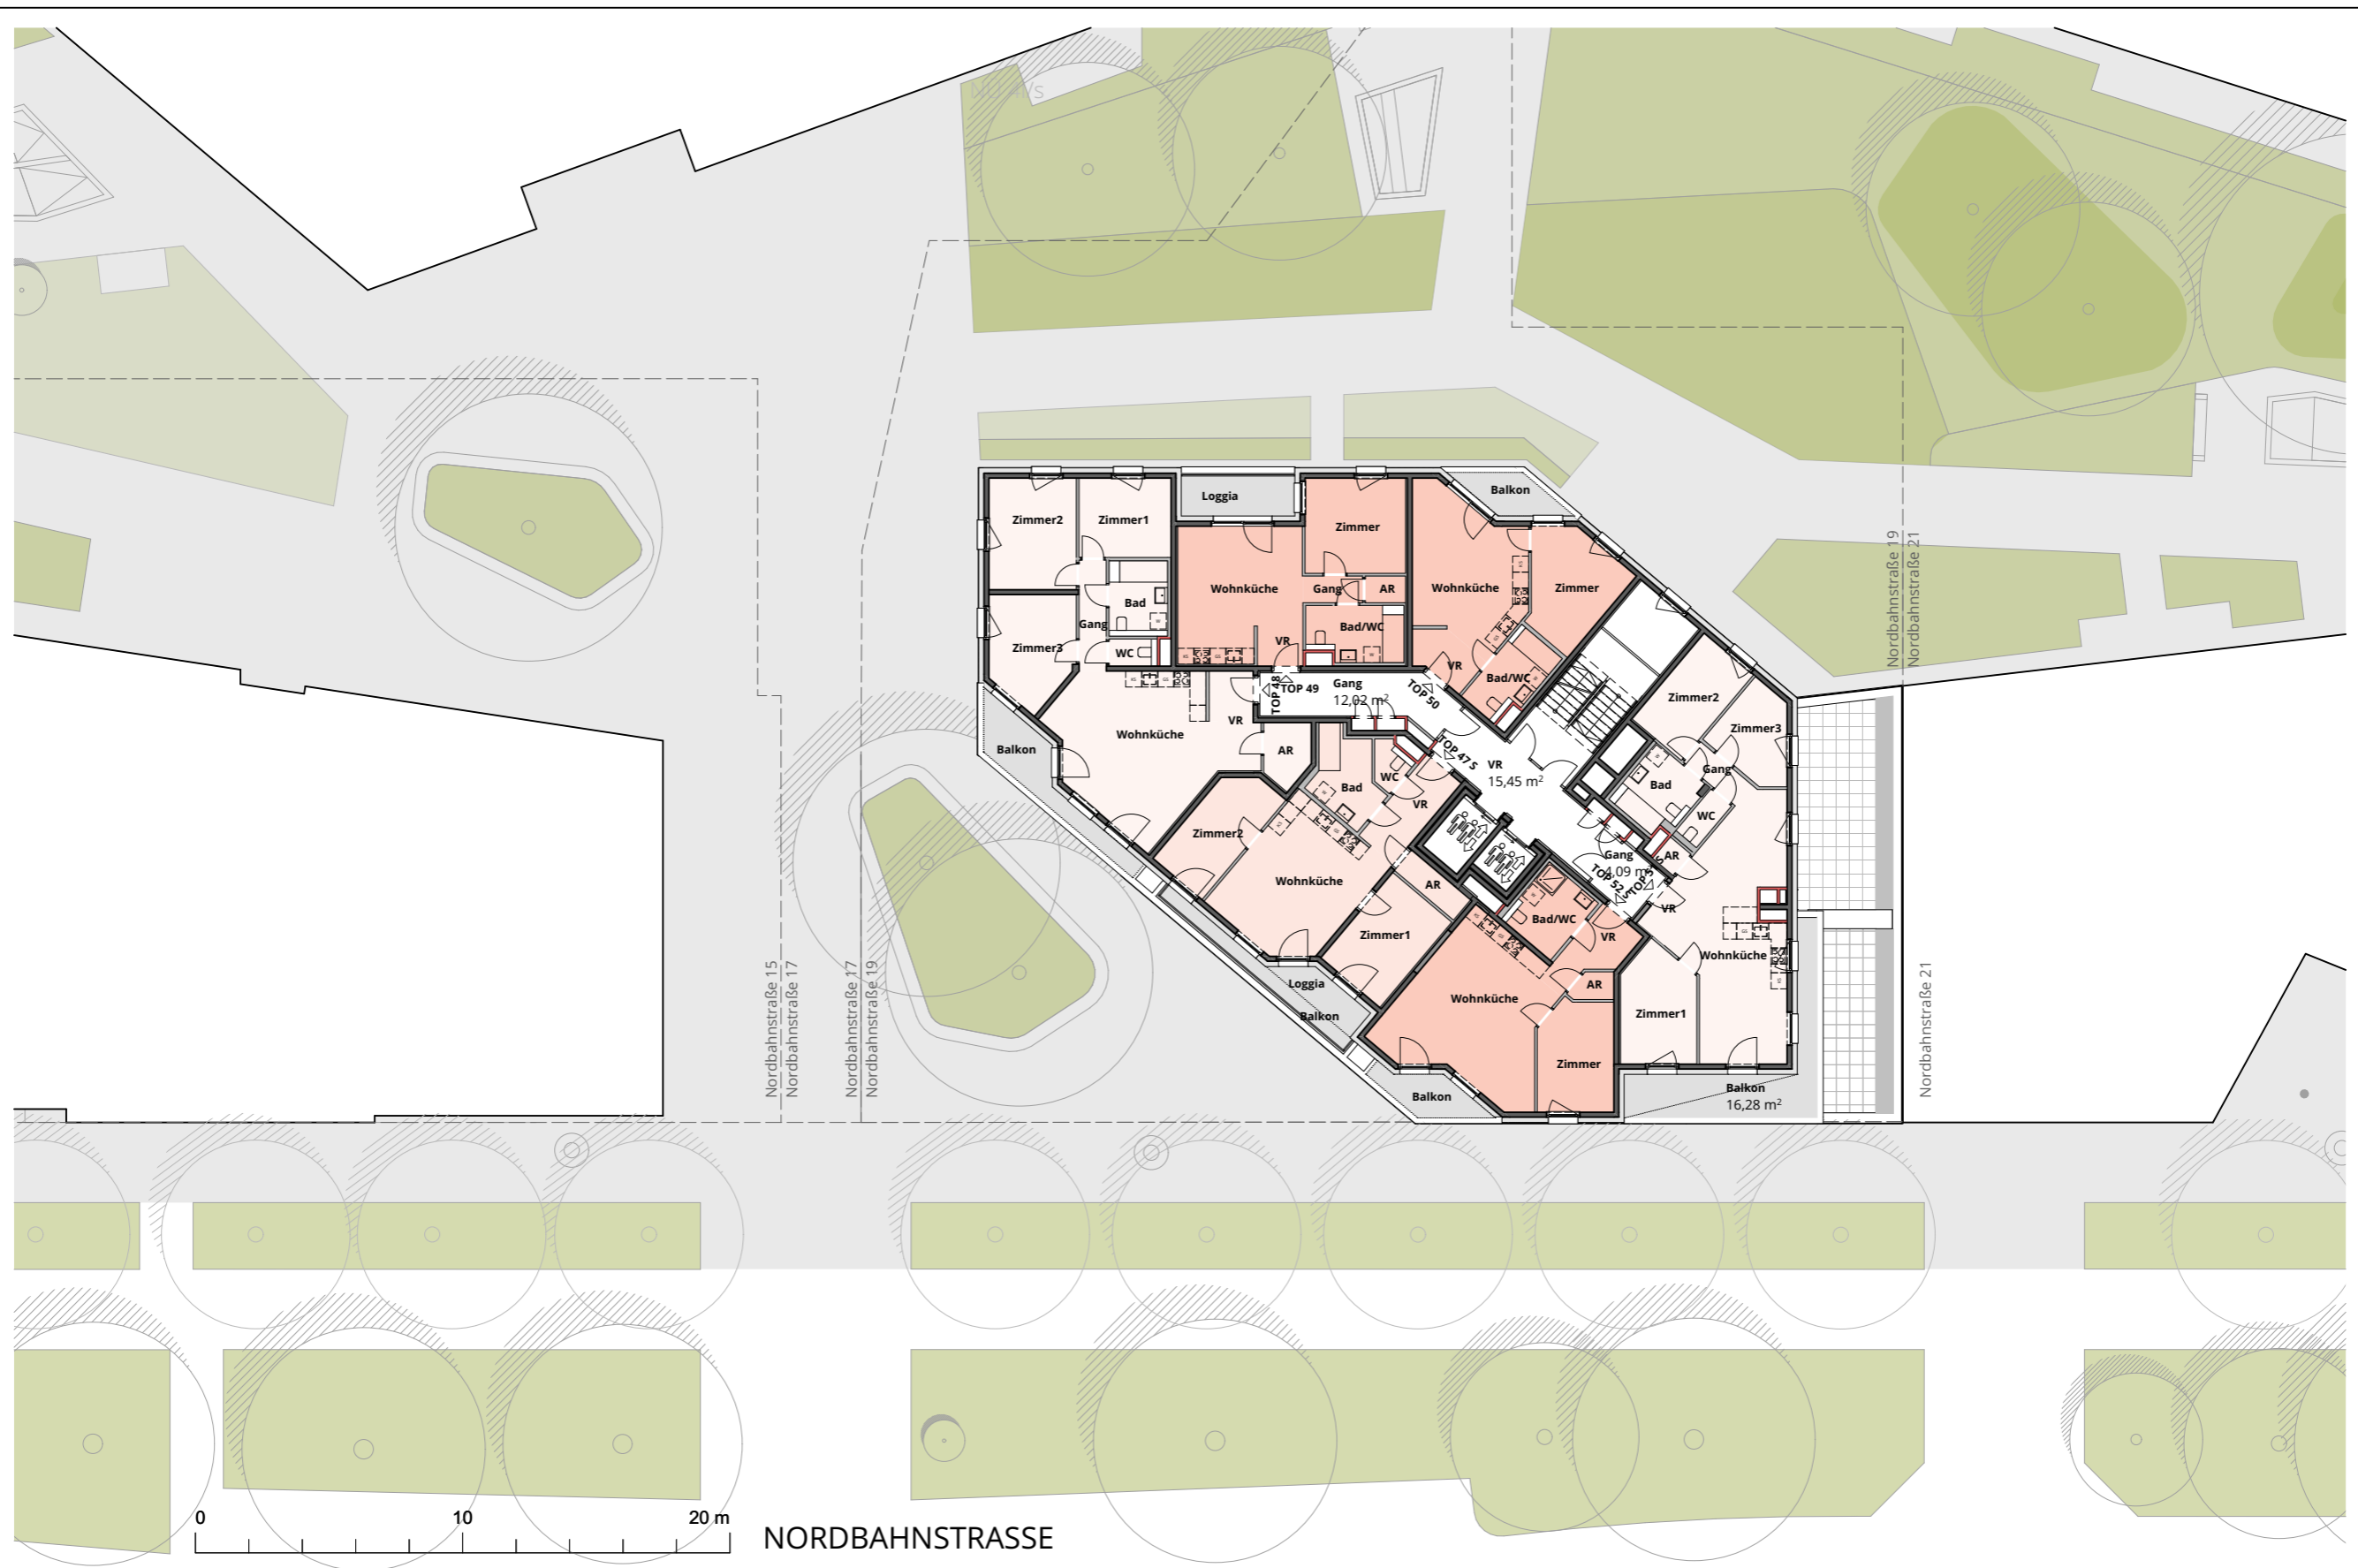 Loggia
Balkon
Zimmer2
Zimmer1
Zimmer
Wohnküche
Gang
AR
Wohnküche
Zimmer
Bad
Bad/WC
Gang
VR
Zimmer3
WC
VR
Bad/WC
TOP 48
TOP 49
Gang
12,02 m²
TOP 50
Zimmer2
Zimmer3
VR
Wohnküche
Balkon
AR
TOP 47 S
VR
15,45 m²
WC
Bad
VR
Gang
Bad
WC
Zimmer2
Wohnküche
AR
Gang
AR
TOP 52 S
VR
Bad/WC
VR
Zimmer1
Wohnküche
Loggia
Balkon
Wohnküche
AR
Zimmer1
Zimmer
Balkon
Balkon
16,28 m²
Nordbahnstraße 15
Nordbahnstraße 17
Nordbahnstraße 17
Nordbahnstraße 19
Nordbahnstraße 19
Nordbahnstraße 21
Nordbahnstraße 21
0
10
20 m
NORDBAHNSTRASSE